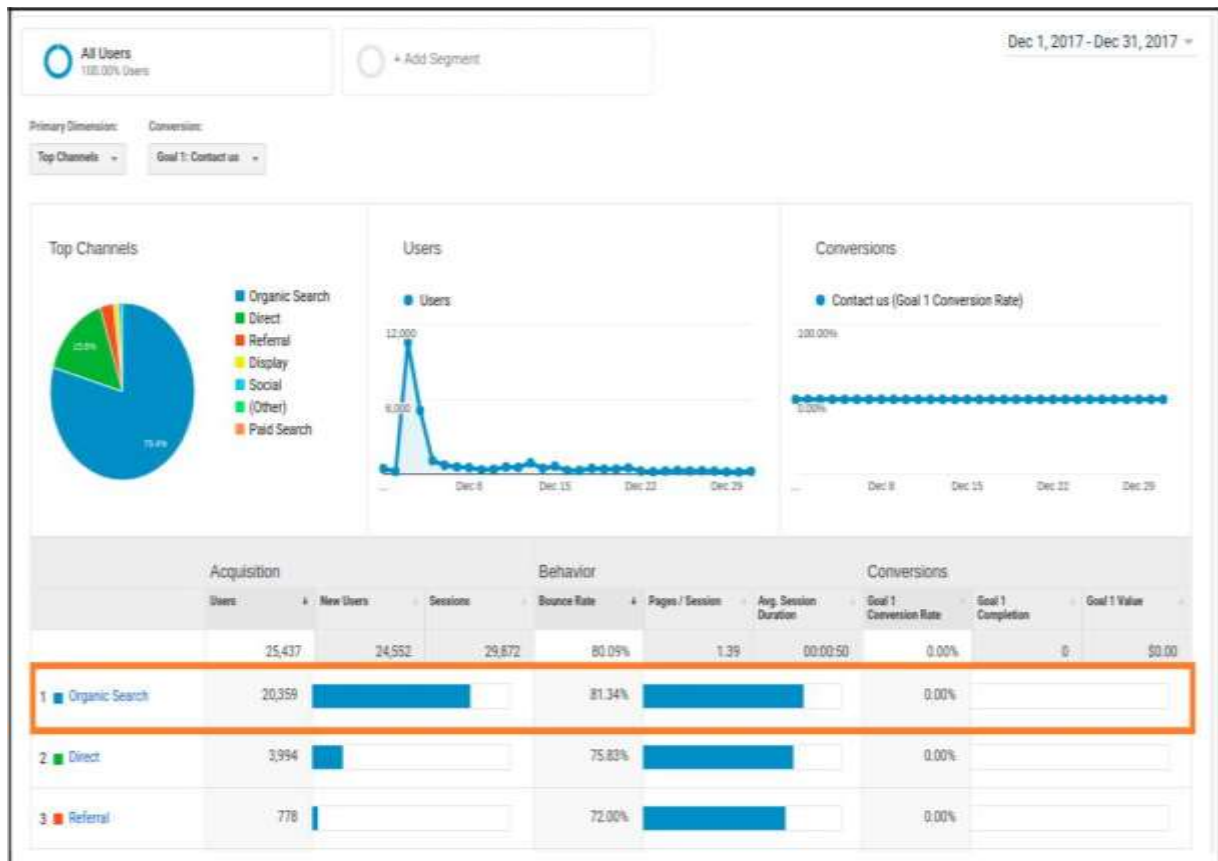 All Users
100.00% Users
+ Add Segment
Dec 1, 2017 - Dec 31, 2017
Primary Dimension:
Conversion:
Top Channels
Goal 1: Contact us
Top Channels
Organic Search
Direct
Referral
Display
Social
(Other)
Paid Search
Users
Users
12,000
6,000
...
Dec 15
Dec 22
Dec 29
Conversions
Contact us (Goal 1 Conversion Rate)
0.00%
...
Dec 8
Dec 15
Dec 22
Dec 29
Acquisition Behavior Conversions
Users New Users Sessions Bounce Rate Pages / Session Avg. Session Duration Goal 1 Conversion Rate Goal 1 Completion Goal 1 Value
25,437 24,552 29,872 80.09% 1.39 00:00:50 0.00% 0 $0.00
1 Organic Search 20,359 81.34% 0.00%
2 Direct 3,994 75.83% 0.00%
3 Referral 778 72.00% 0.00%